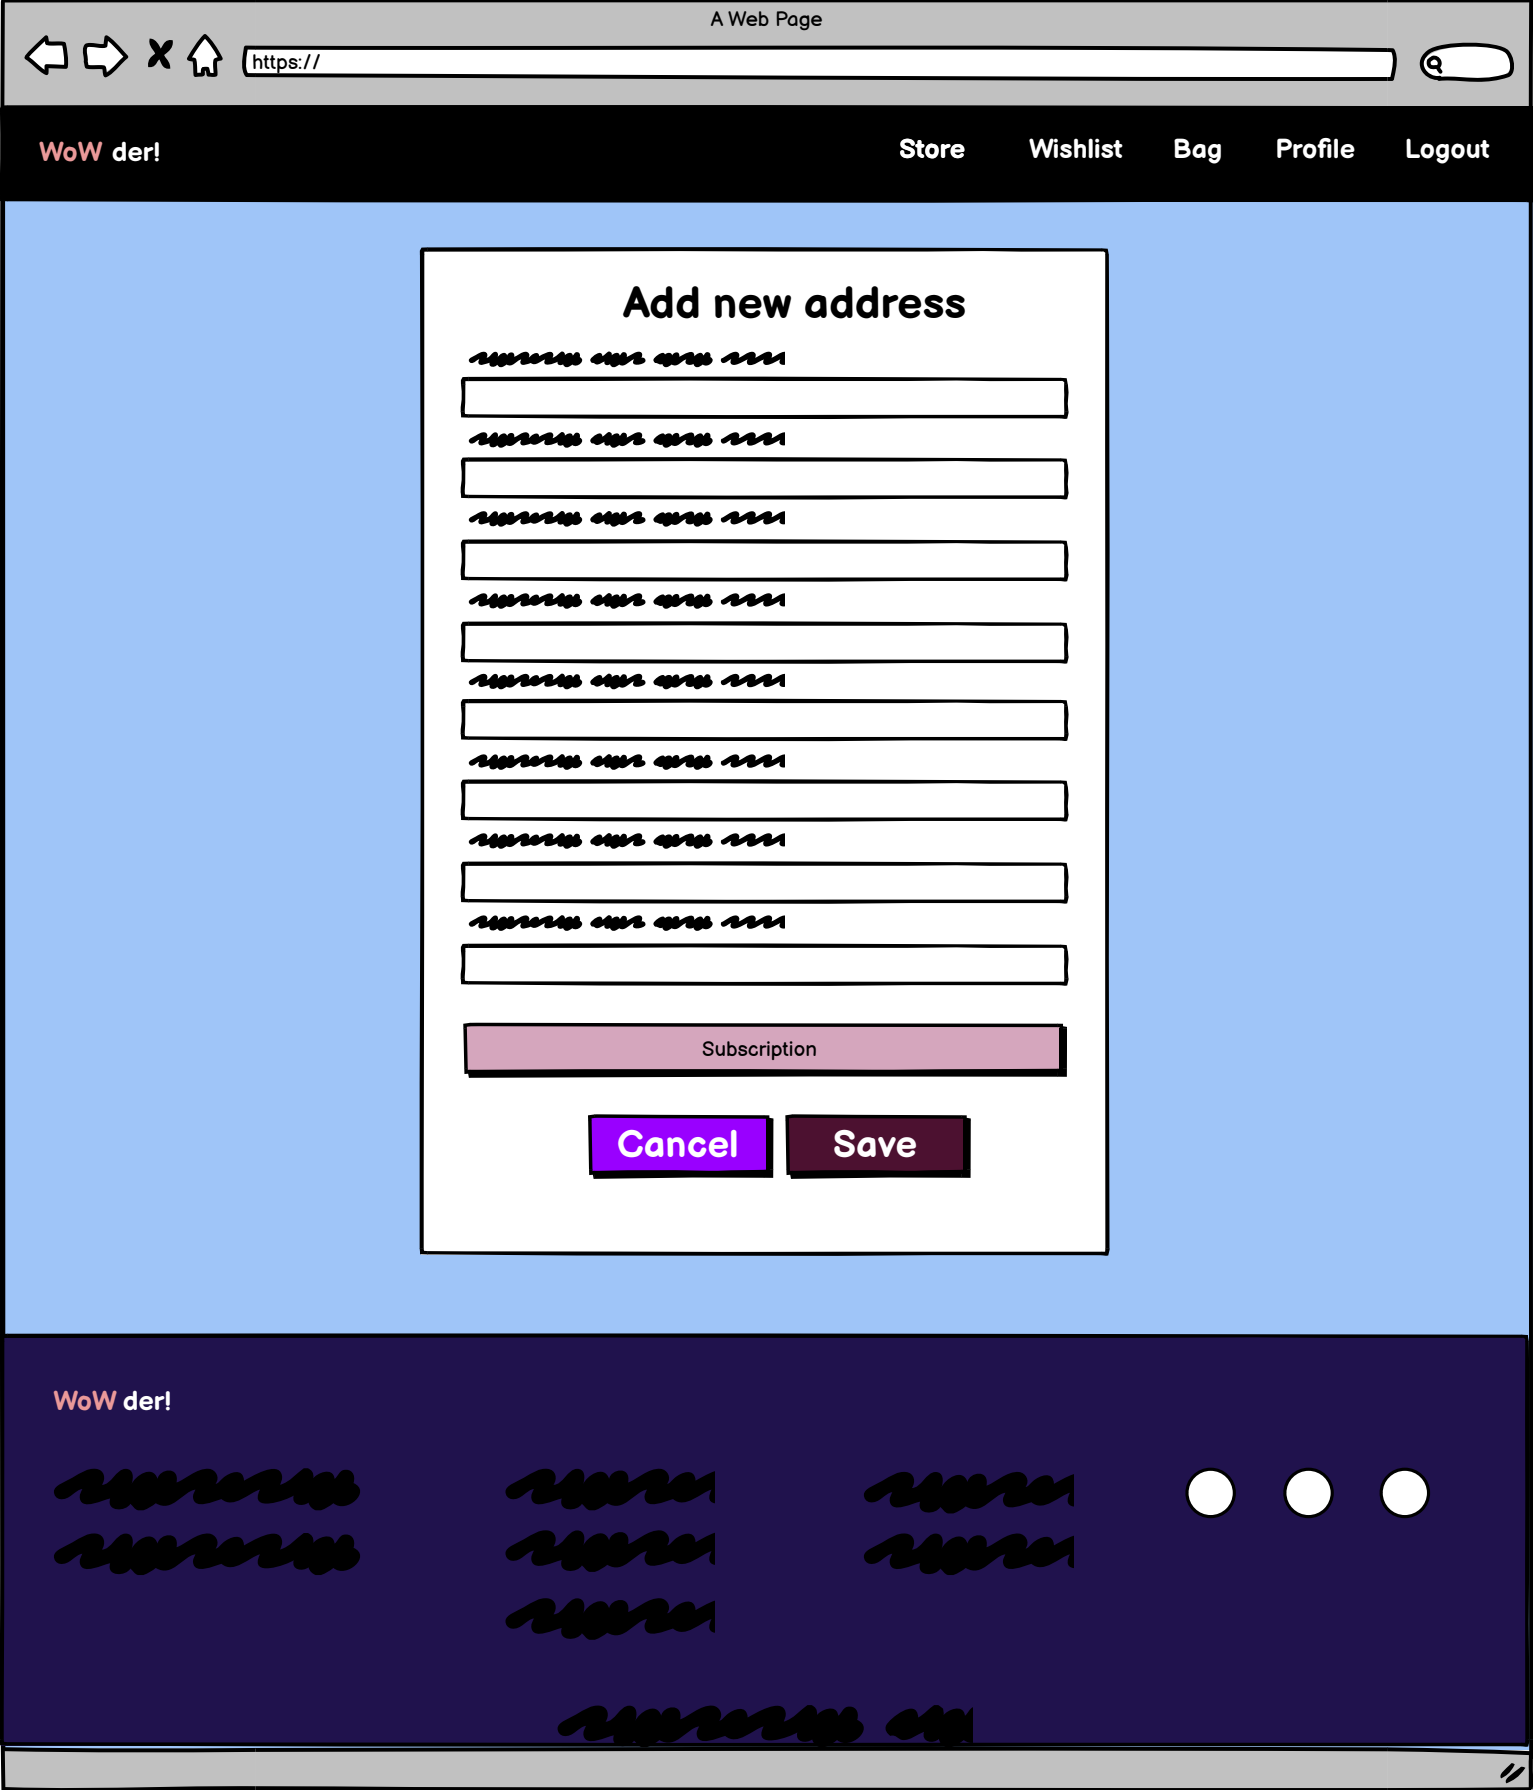 A Web Page
https://
WoW der!
Store Wishlist Bag Profile Logout
Add new address
Subscription
Cancel Save
WoW der!